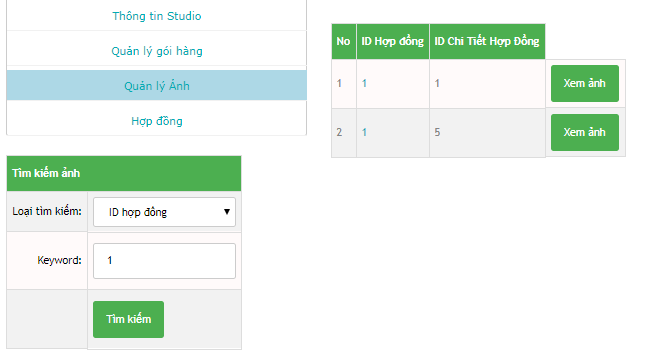 Thông tin Studio
Quản lý gói hàng
Quản lý Ảnh
Hợp đồng
Tìm kiếm ảnh
Loại tìm kiếm: ID hợp đồng
Keyword: 1
Tìm kiếm
No ID Hợp đồng ID Chi Tiết Hợp Đồng
1 1 1 Xem ảnh
2 1 5 Xem ảnh